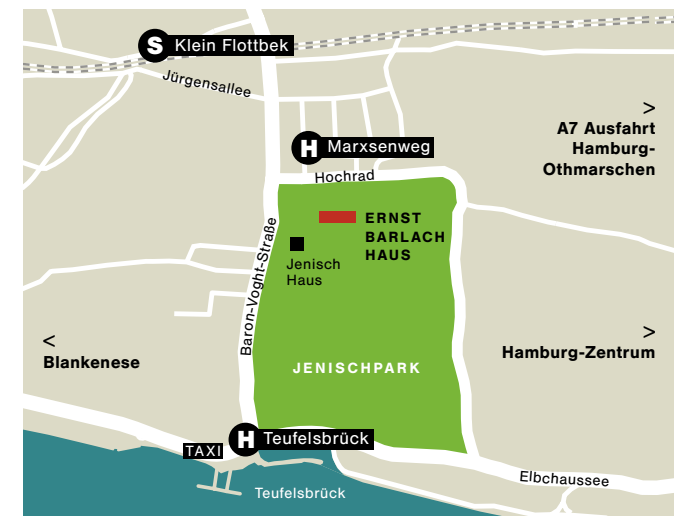 S Klein Flottbek
Jürgensallee
>
A7 Ausfahrt
Hamburg-
Othmarschen
H Marxsenweg
Hochrad
ERNST
BARLACH
HAUS
Jenisch
Haus
Baron-Voght-Straße
<
Blankenese
>
Hamburg-Zentrum
JENISCHPARK
H Teufelsbrück
TAXI
Elbchaussee
Teufelsbrück